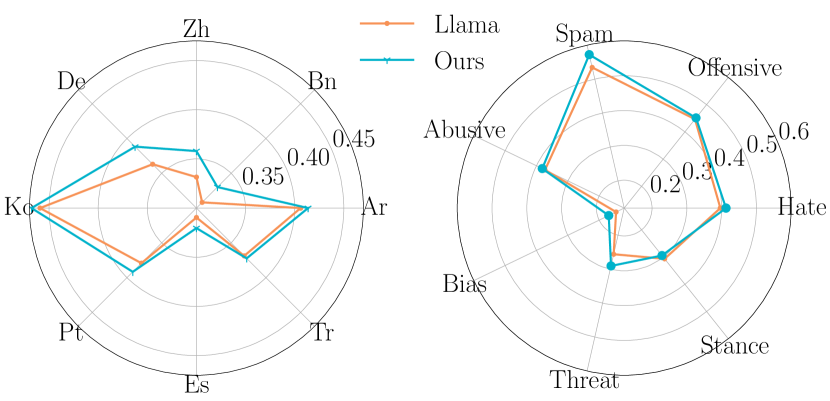 Llama
Ours
Zh
De
Bn
Ko
Ar
Pt
Tr
Es
0.35
0.40
0.45
Spam
Offensive
Abusive
Hate
Bias
Stance
Threat
0.2
0.3
0.4
0.5
0.6